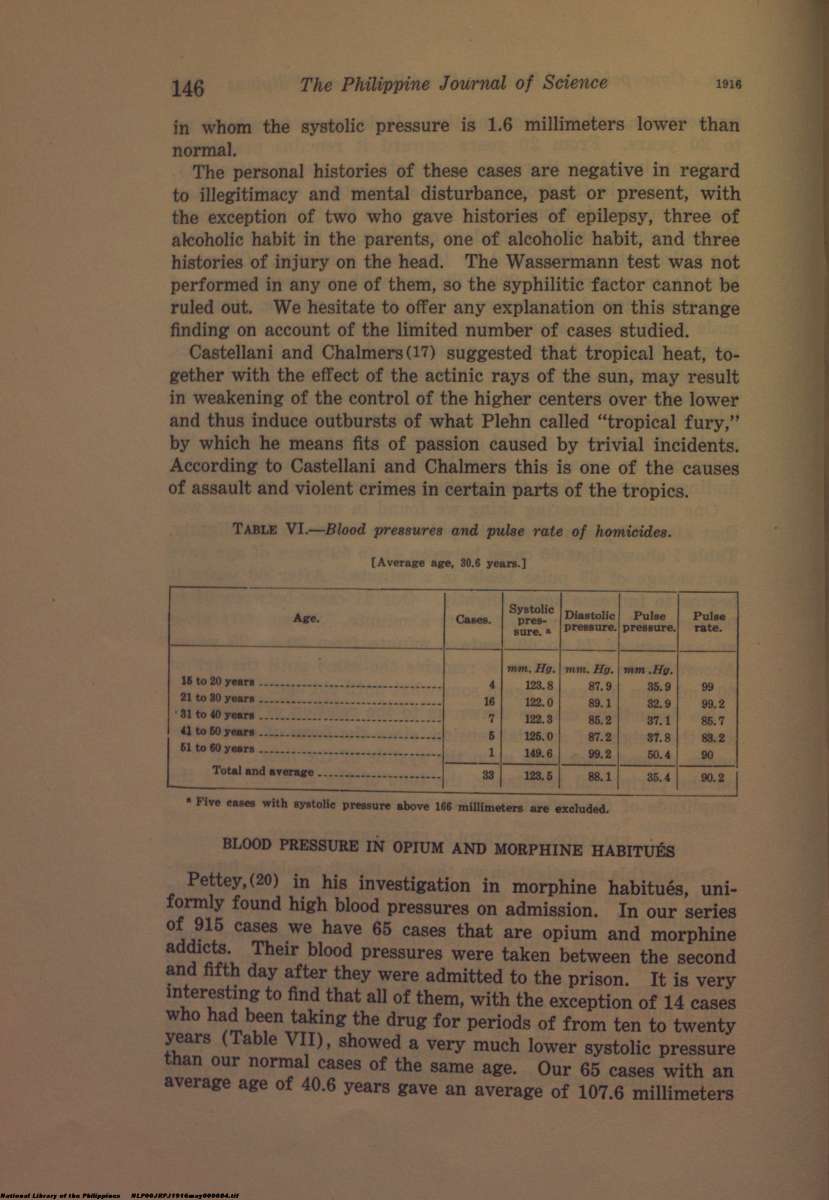 146 The Philippine Journal of Science 1916
in whom the systolic pressure is 1.6 millimeters lower than
normal.
The personal histories of these cases are negative in regard
to illegitimacy and mental disturbance, past or present, with
the exception of two who gave histories of epilepsy, three of
alcoholic habit in the parents, one of alcoholic habit, and three
histories of injury on the head. The Wassermann test was not
performed in any one of them, so the syphilitic factor cannot be
ruled out. We hesitate to offer any explanation on this strange
finding on account of the limited number of cases studied.
Castellani and Chalmers(17) suggested that tropical heat, to-
gether with the effect of the actinic rays of the sun, may result
in weakening of the control of the higher centers over the lower
and thus induce outbursts of what Plehn called "tropical fury,"
by which he means fits of passion caused by trivial incidents.
According to Castellani and Chalmers this is one of the causes
of assault and violent crimes in certain parts of the tropics.
TABLE VI.—Blood pressures and pulse rate of homicides.
[Average age, 30.6 years.]
Age. Cases. Systolic pres- sure. a Diastolic pressure. Pulse pressure. Pulse rate.
mm. Hg. mm. Hg. mm .Hg.
15 to 20 years 4 123.8 87.9 35.9 99
21 to 30 years 16 122.0 89.1 32.9 99.2
31 to 40 years 7 122.3 85.2 37.1 85.7
41 to 50 years 5 125.0 87.2 37.8 83.2
51 to 60 years 1 149.6 99.2 50.4 90
Total and average 33 123.5 88.1 35.4 90.2
a Five cases with systolic pressure above 166 millimeters are excluded.
BLOOD PRESSURE IN OPIUM AND MORPHINE HABITUÉS
Pettey,(20) in his investigation in morphine habitués, uni-
formly found high blood pressures on admission. In our series
of 915 cases we have 65 cases that are opium and morphine
addicts. Their blood pressures were taken between the second
and fifth day after they were admitted to the prison. It is very
interesting to find that all of them, with the exception of 14 cases
who had been taking the drug for periods of from ten to twenty
years (Table VII), showed a very much lower systolic pressure
than our normal cases of the same age. Our 65 cases with an
average age of 40.6 years gave an average of 107.6 millimeters
National Library of the Philippines NLP00JRPJ1916may000604.tif